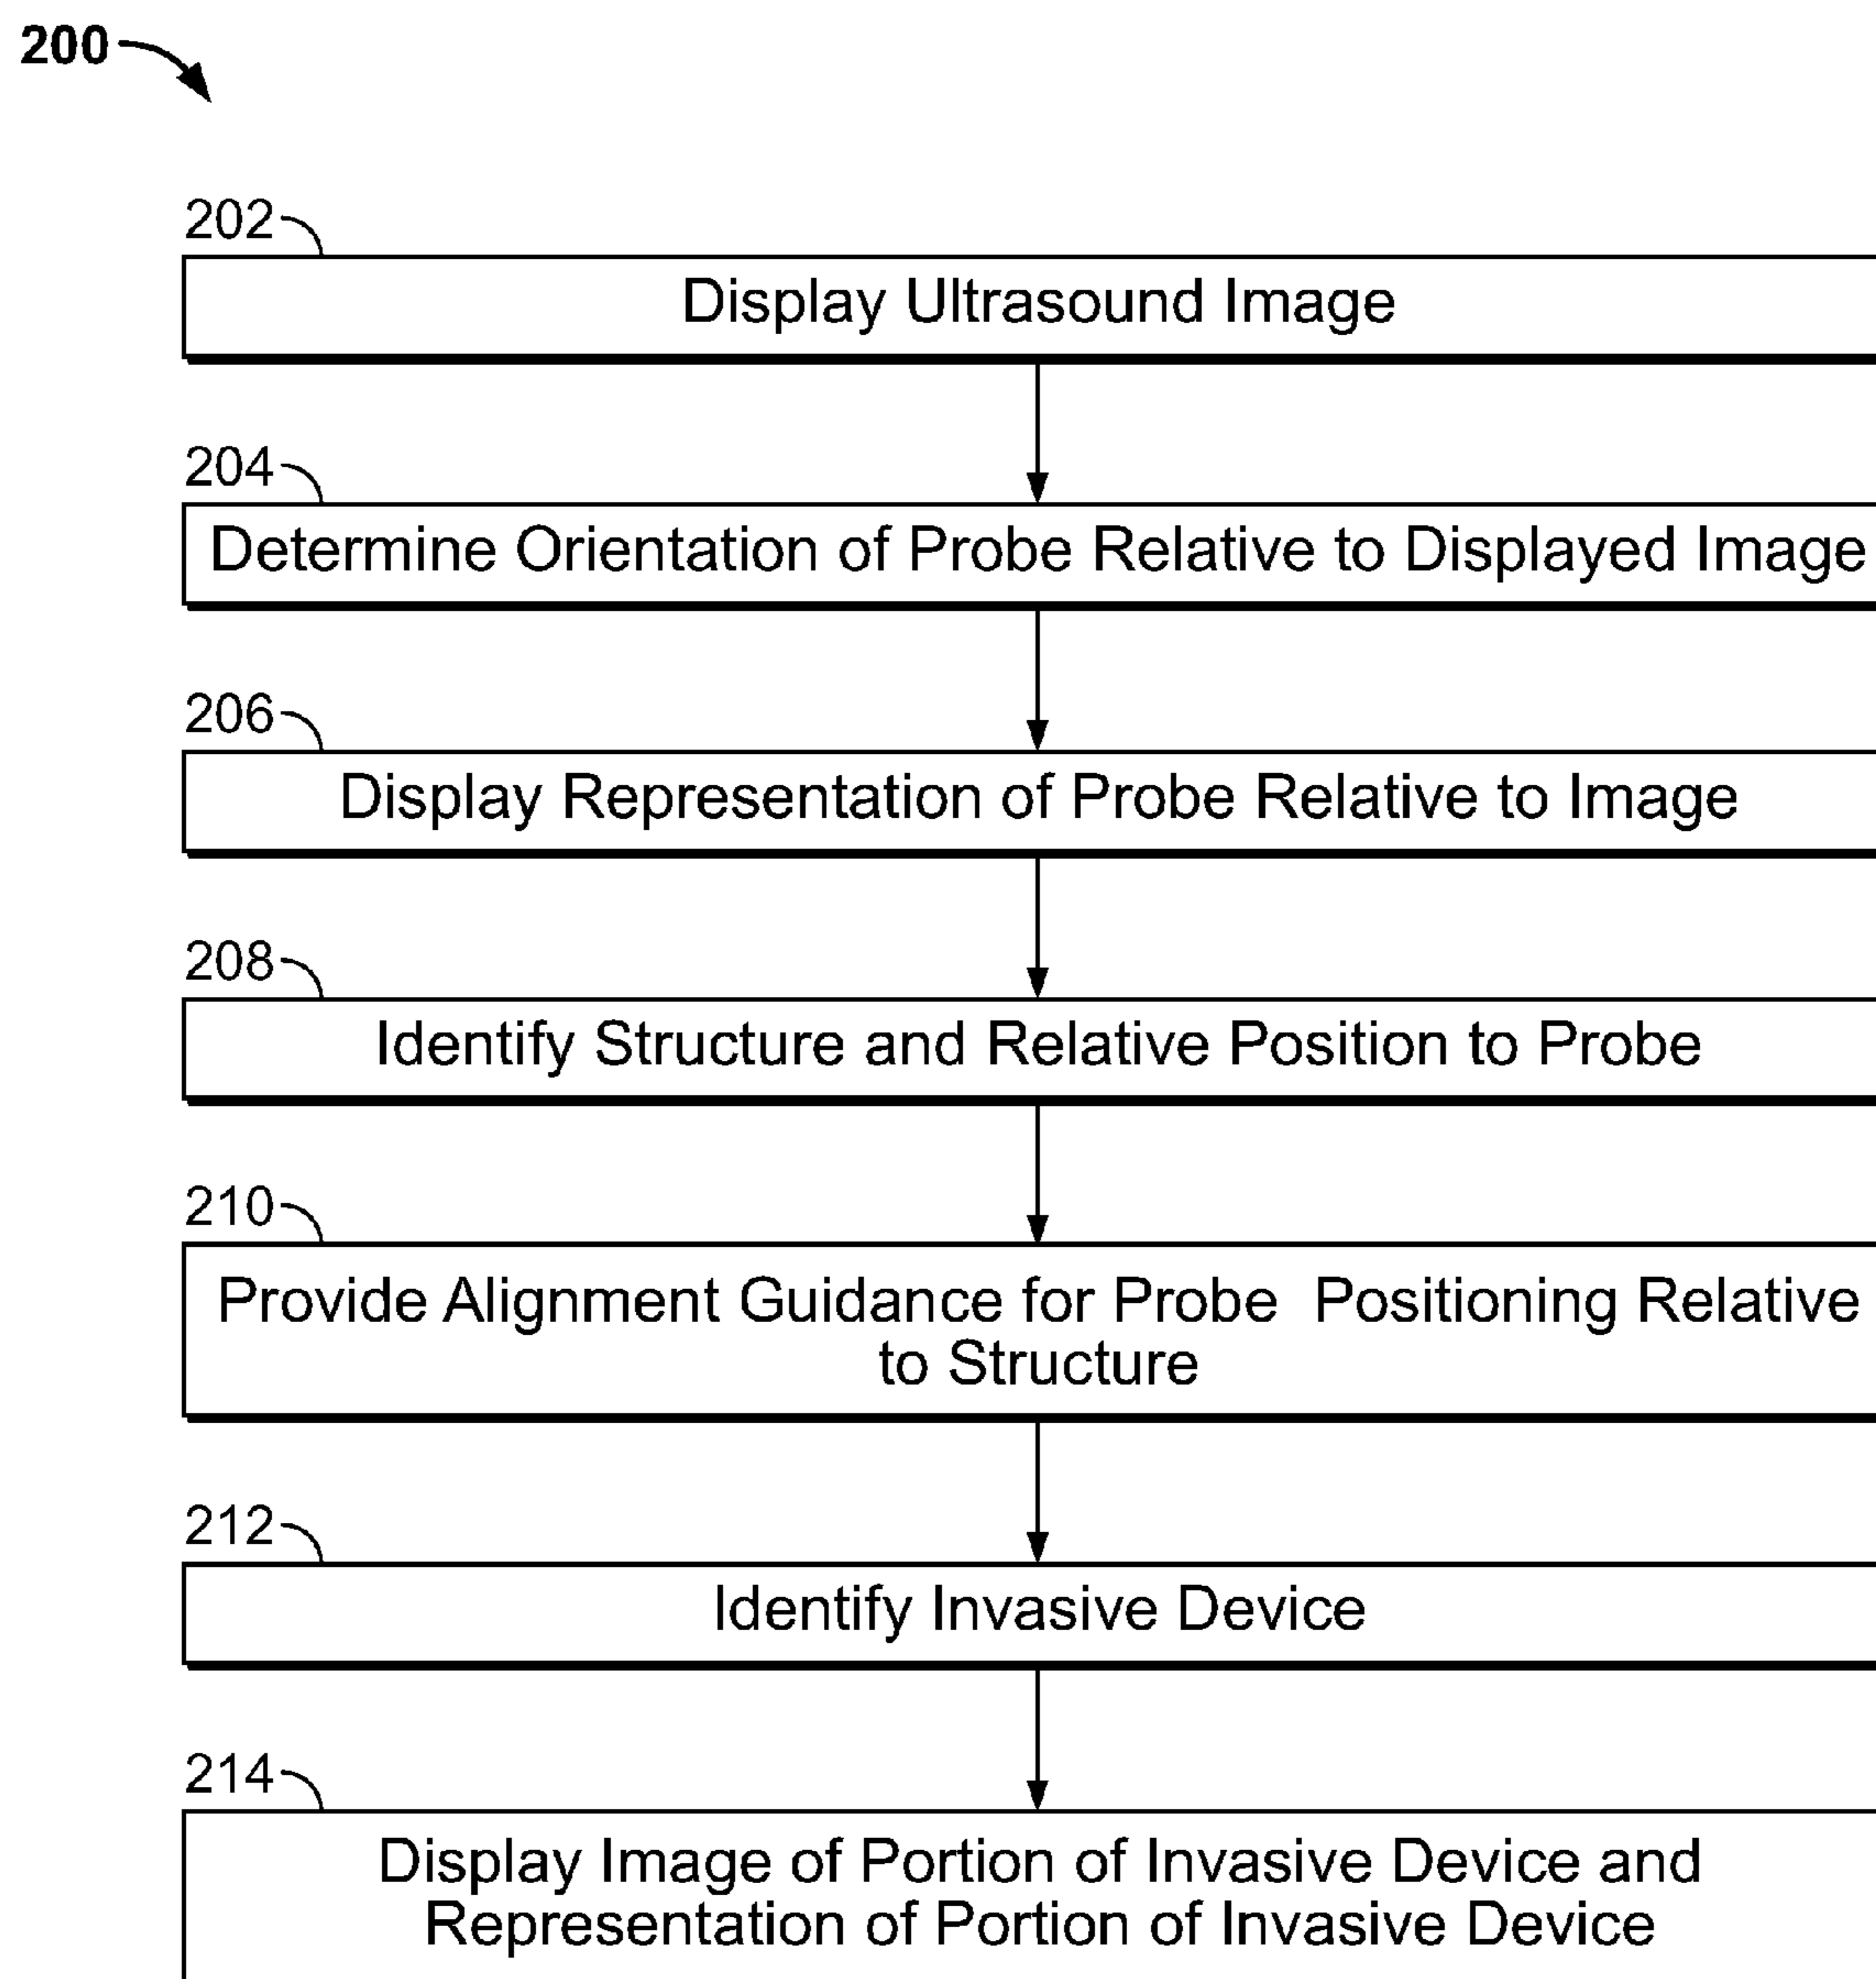 200
202
Display Ultrasound Image
204
Determine Orientation of Probe Relative to Displayed Image
206
Display Representation of Probe Relative to Image
208
Identify Structure and Relative Position to Probe
210
Provide Alignment Guidance for Probe Positioning Relative
to Structure
212
Identify Invasive Device
214
Display Image of Portion of Invasive Device and
Representation of Portion of Invasive Device